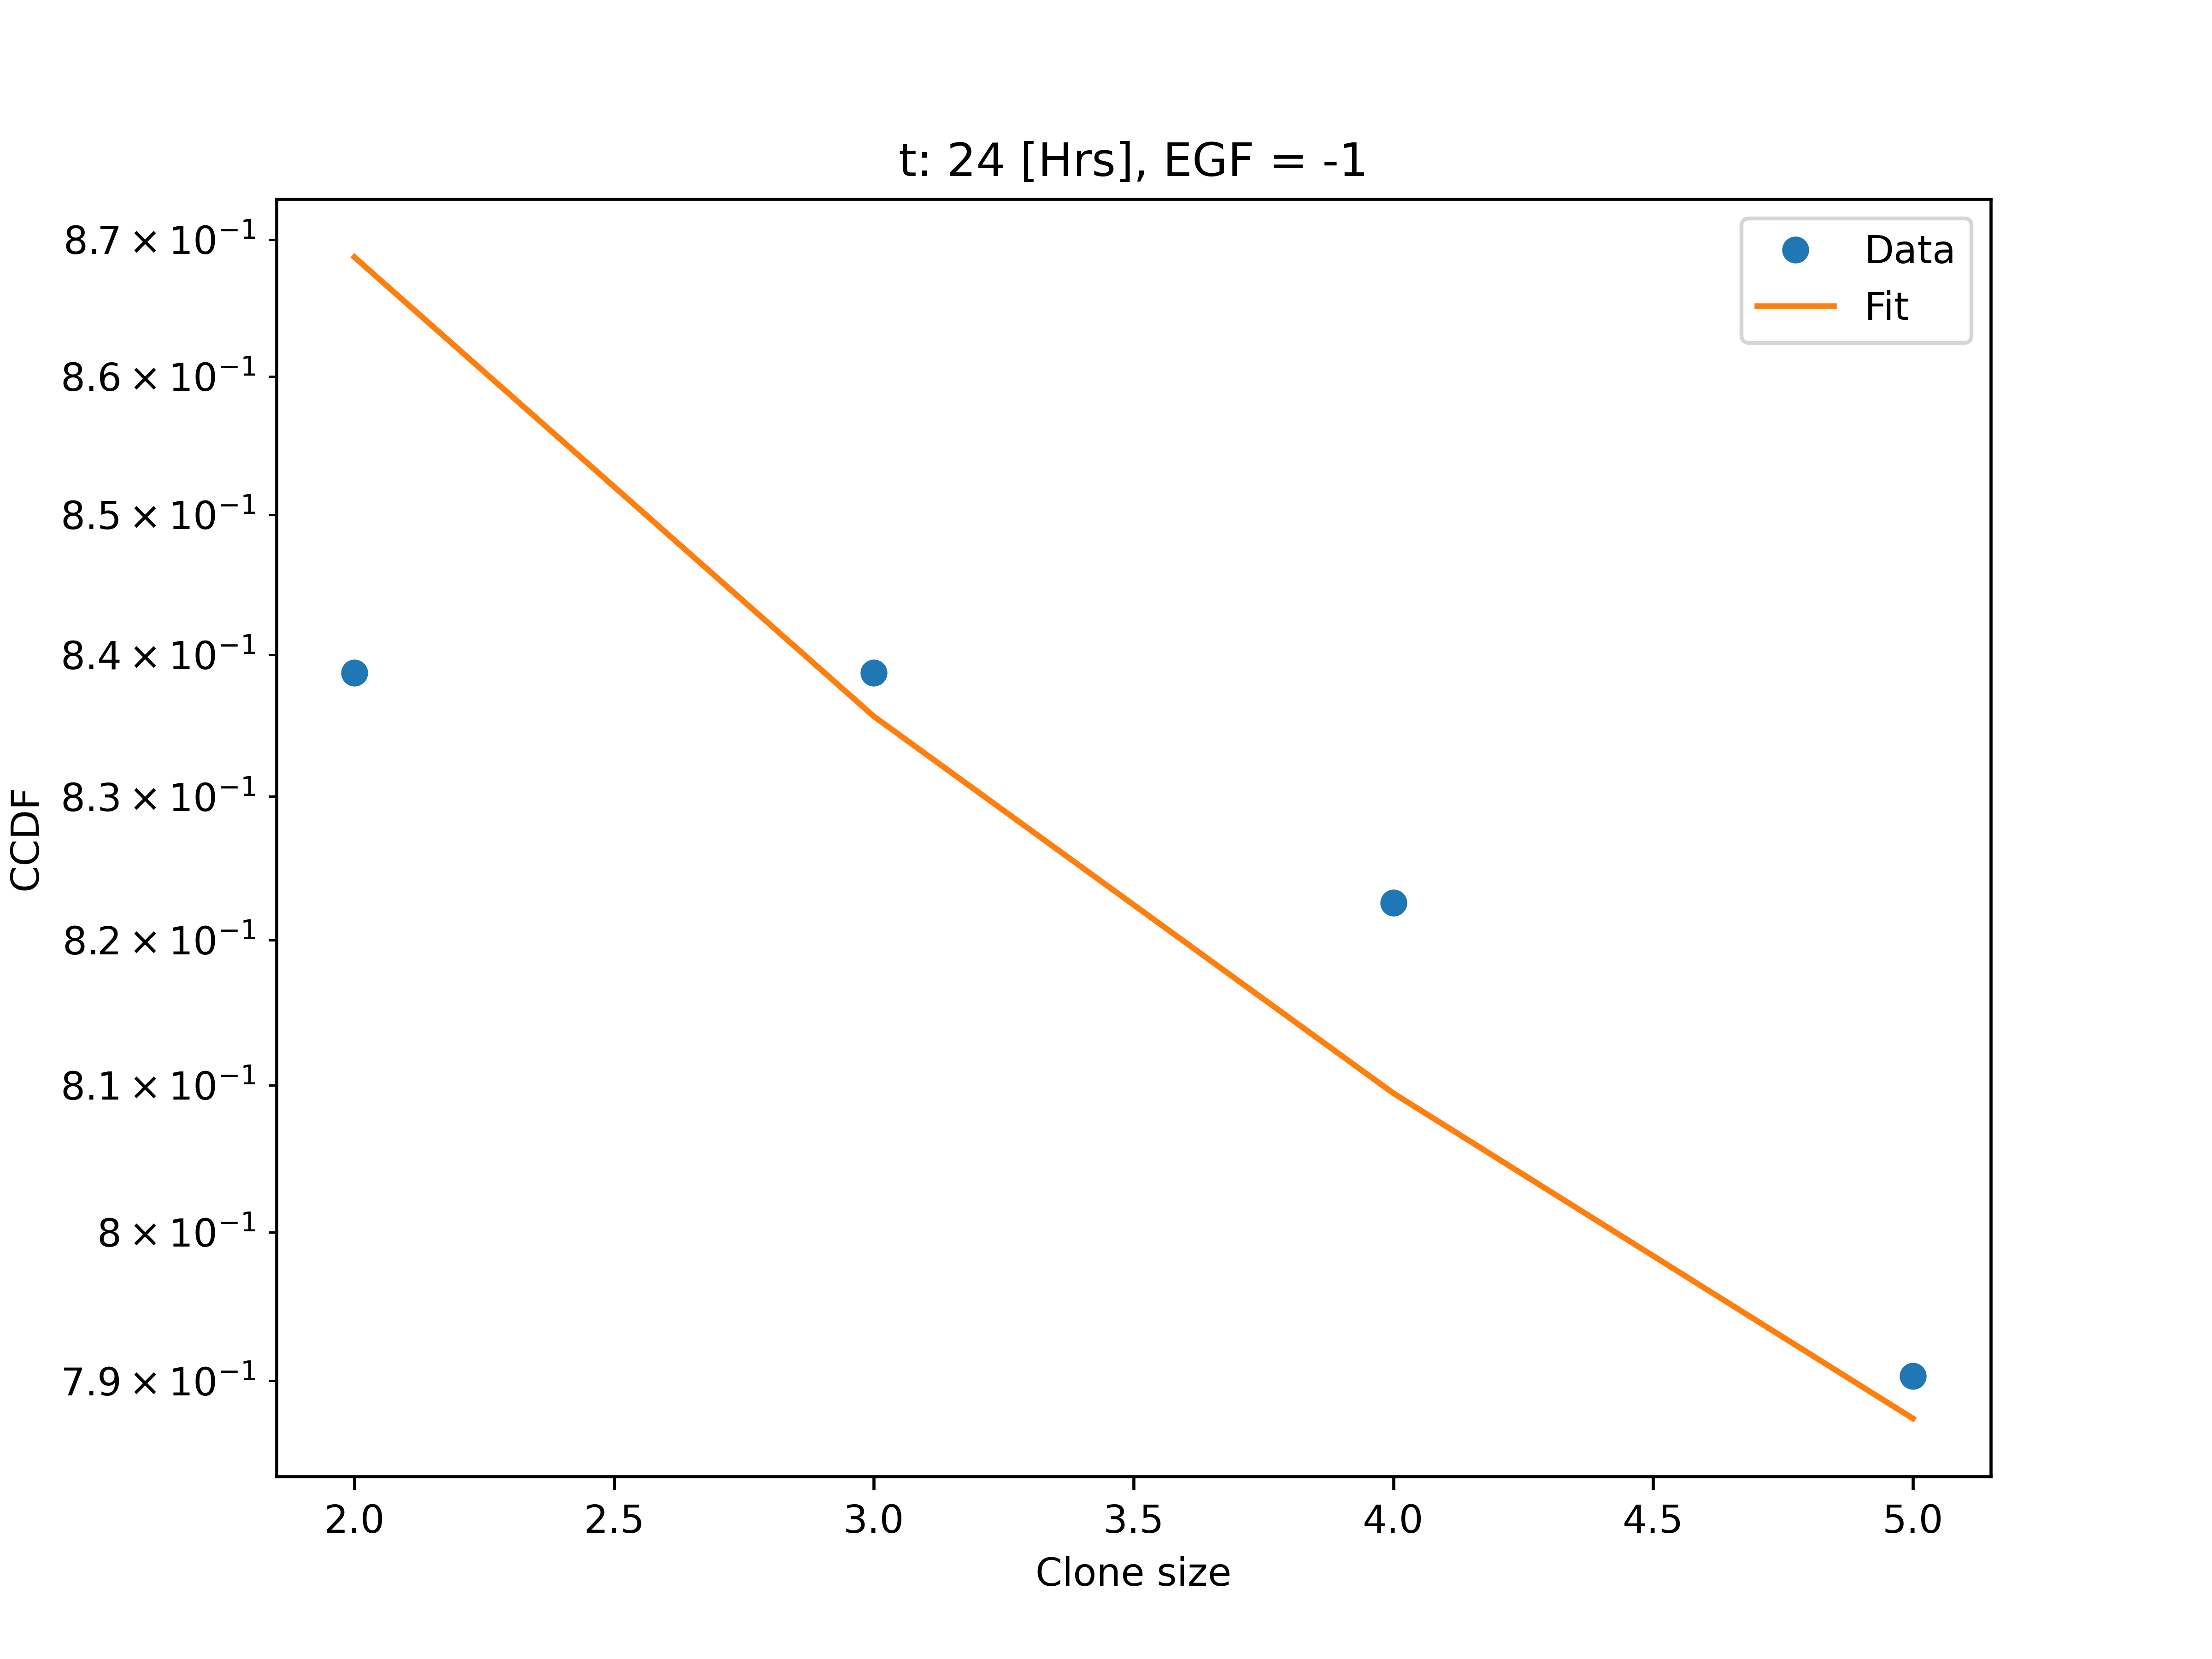 t: 24 [Hrs], EGF = -1
8.7 × 10⁻¹
8.6 × 10⁻¹
8.5 × 10⁻¹
8.4 × 10⁻¹
8.3 × 10⁻¹
8.2 × 10⁻¹
8.1 × 10⁻¹
8 × 10⁻¹
7.9 × 10⁻¹
CCDF
Data
Fit
2.0 2.5 3.0 3.5 4.0 4.5 5.0
Clone size